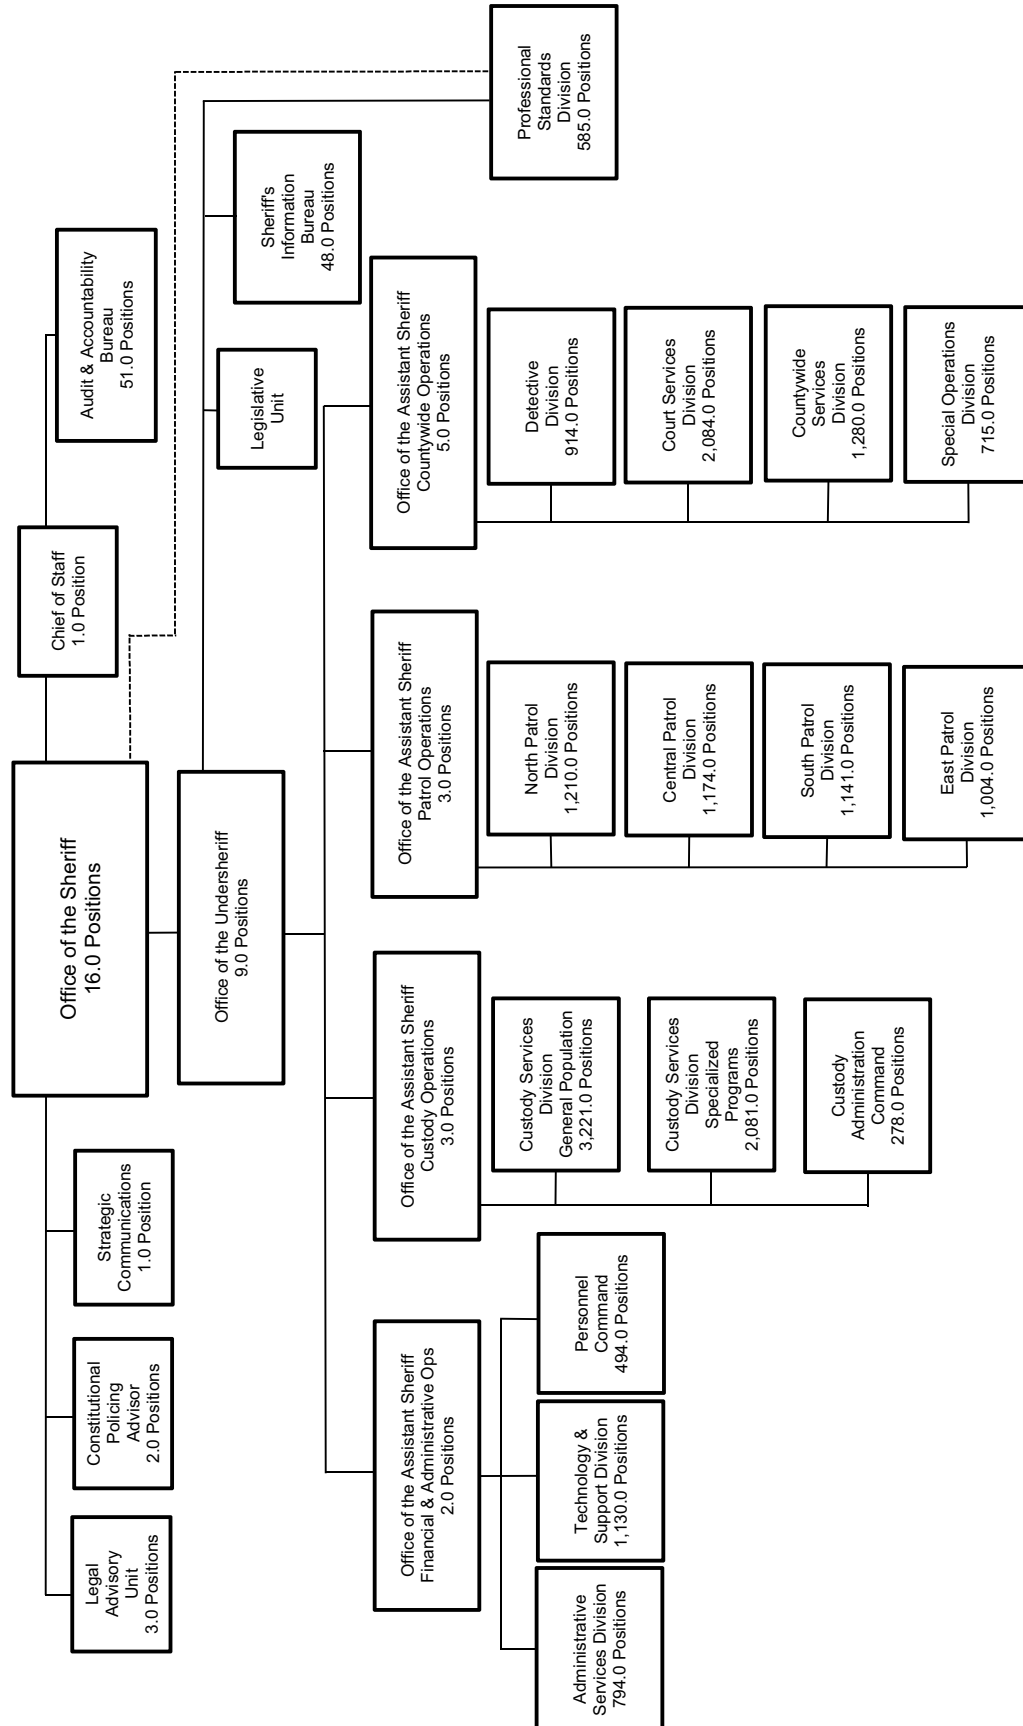 Legal
Advisory
Unit
3.0 Positions
Constitutional
Policing
Advisor
2.0 Positions
Strategic
Communications
1.0 Position
Office of the Sheriff
16.0 Positions
Chief of Staff
1.0 Position
Audit & Accountability
Bureau
51.0 Positions
Office of the Undersheriff
9.0 Positions
Legislative
Unit
Sheriff's
Information
Bureau
48.0 Positions
Professional
Standards
Division
585.0 Positions
Office of the Assistant Sheriff
Financial & Administrative Ops
2.0 Positions
Administrative
Services Division
794.0 Positions
Technology &
Support Division
1,130.0 Positions
Personnel
Command
494.0 Positions
Office of the Assistant Sheriff
Custody Operations
3.0 Positions
Custody Services
Division
General Population
3,221.0 Positions
Custody Services
Division
Specialized
Programs
2,081.0 Positions
Custody
Administration
Command
278.0 Positions
Office of the Assistant Sheriff
Patrol Operations
3.0 Positions
North Patrol
Division
1,210.0 Positions
Central Patrol
Division
1,174.0 Positions
South Patrol
Division
1,141.0 Positions
East Patrol
Division
1,004.0 Positions
Office of the Assistant Sheriff
Countywide Operations
5.0 Positions
Detective
Division
914.0 Positions
Court Services
Division
2,084.0 Positions
Countywide
Services
Division
1,280.0 Positions
Special Operations
Division
715.0 Positions